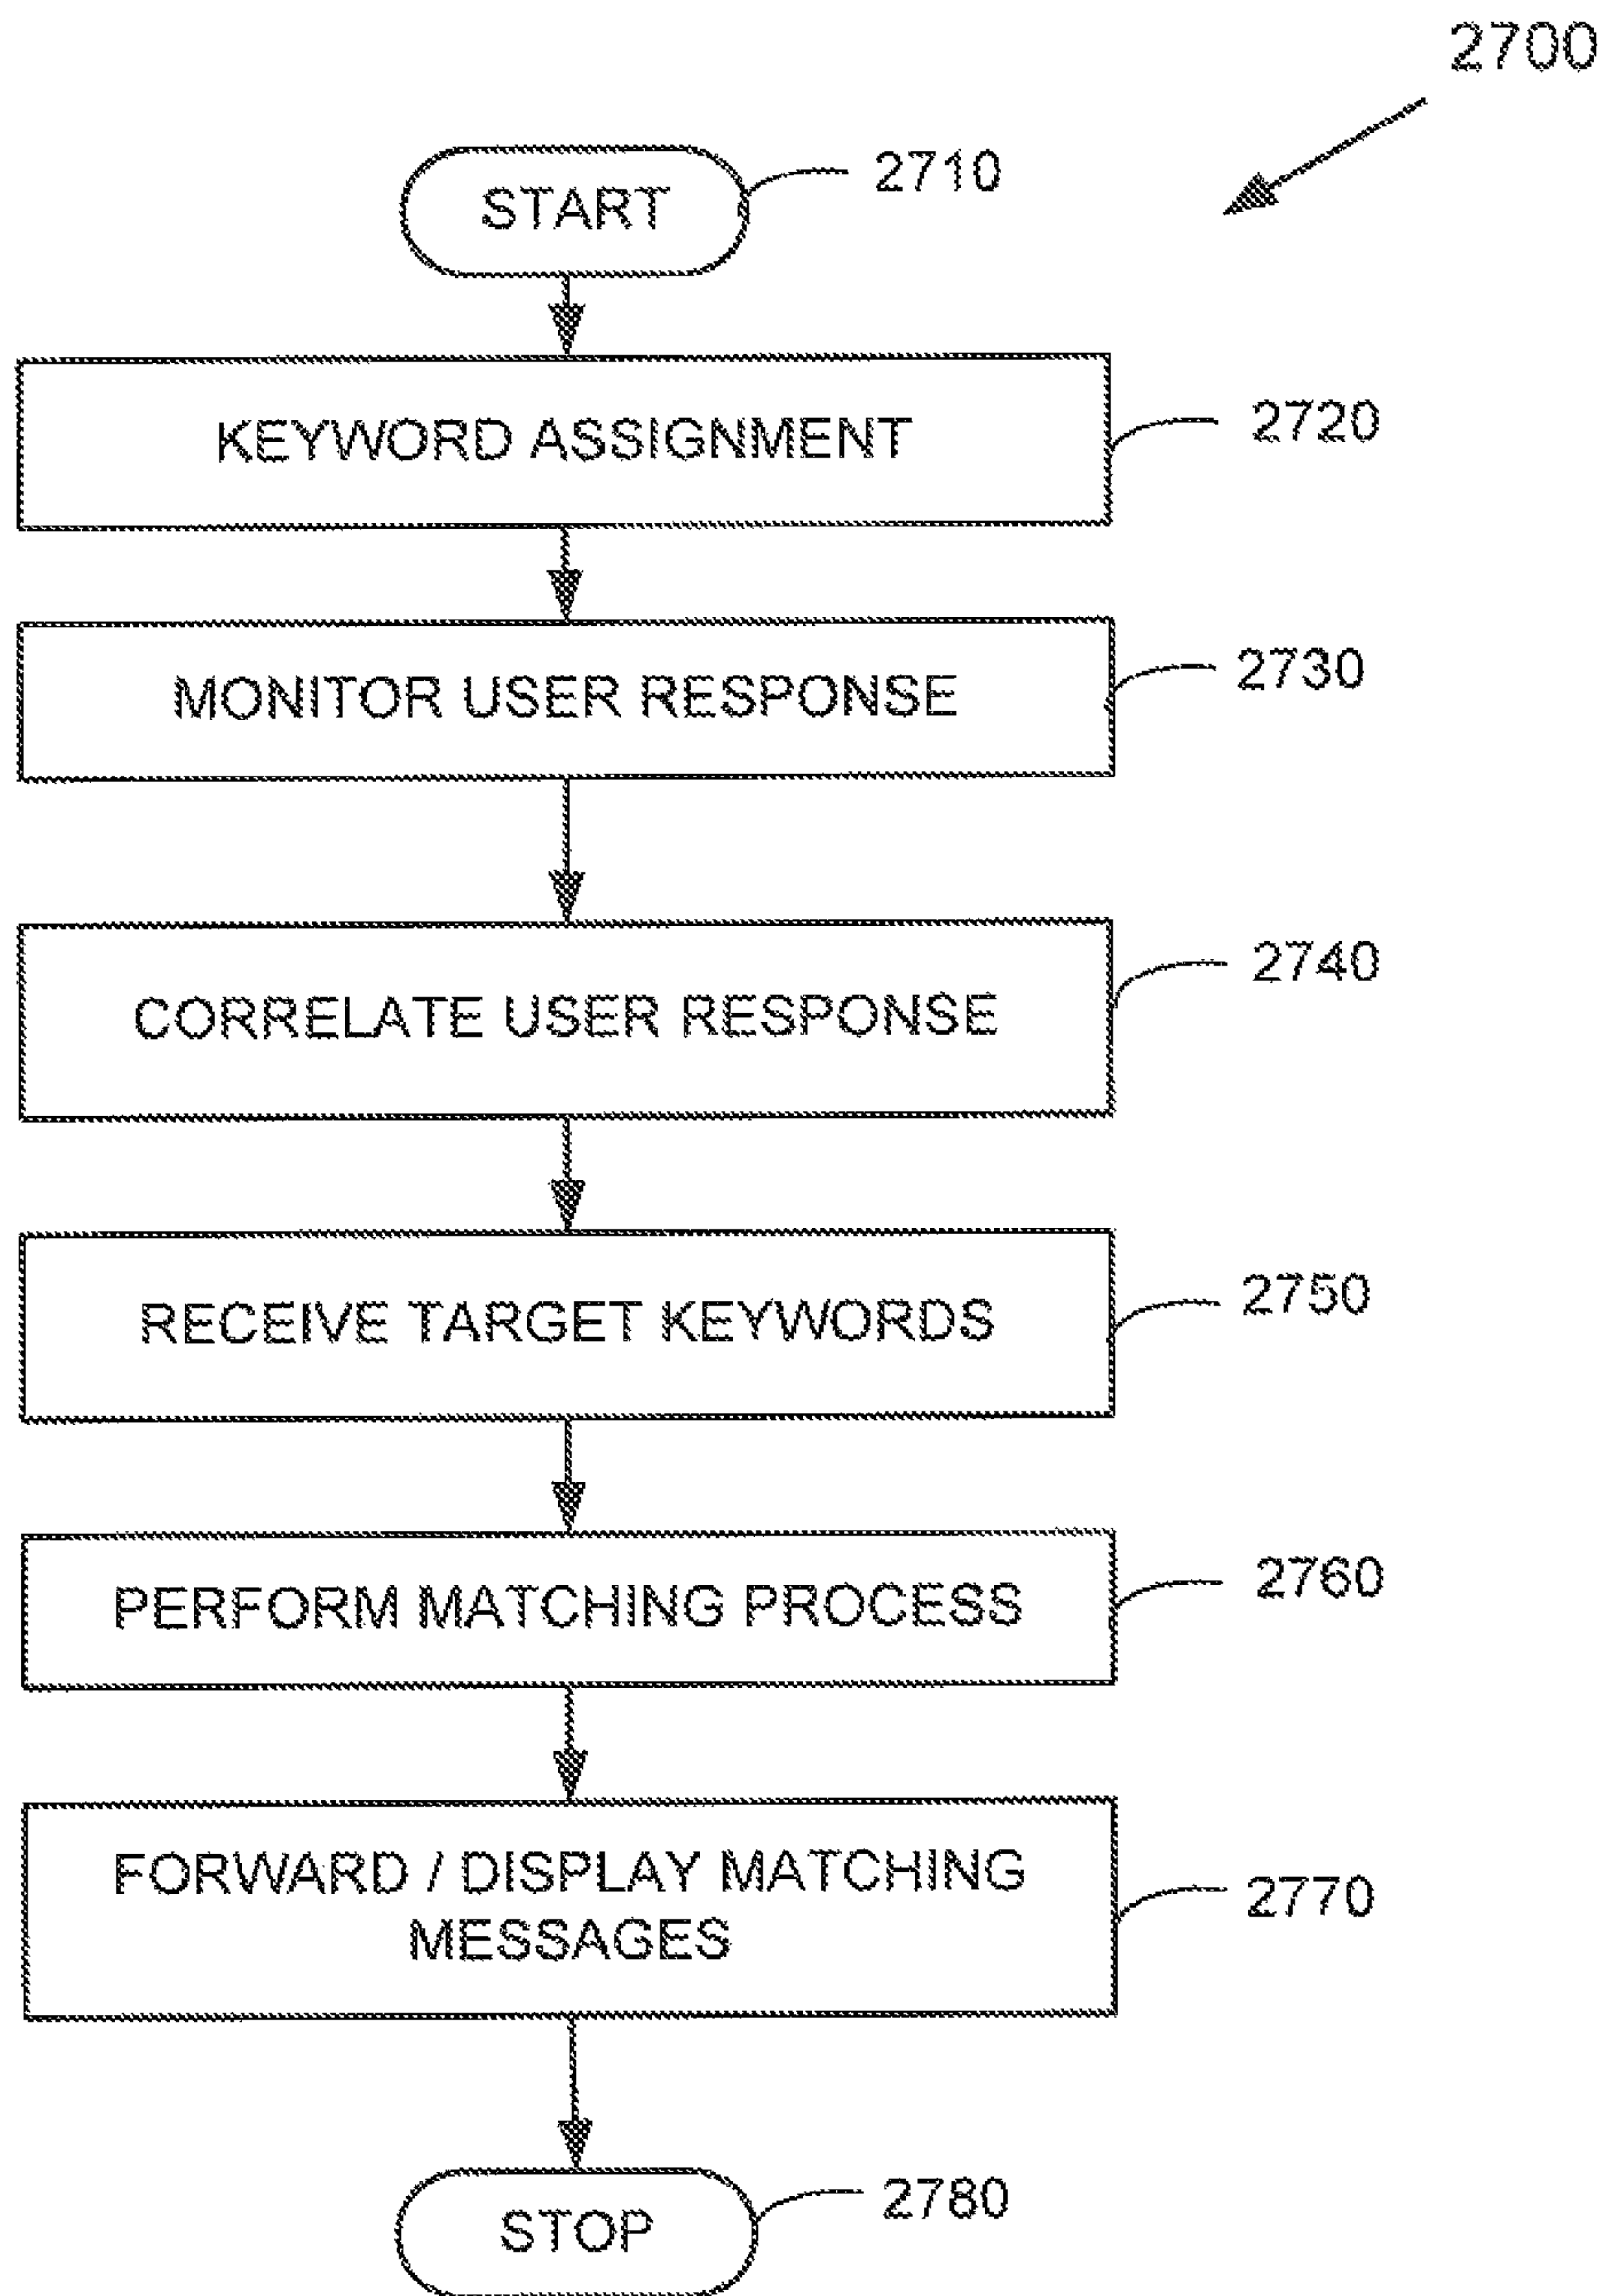 2700
START
2710
KEYWORD ASSIGNMENT
2720
MONITOR USER RESPONSE
2730
CORRELATE USER RESPONSE
2740
RECEIVE TARGET KEYWORDS
2750
PERFORM MATCHING PROCESS
2760
FORWARD / DISPLAY MATCHING
MESSAGES
2770
STOP
2780